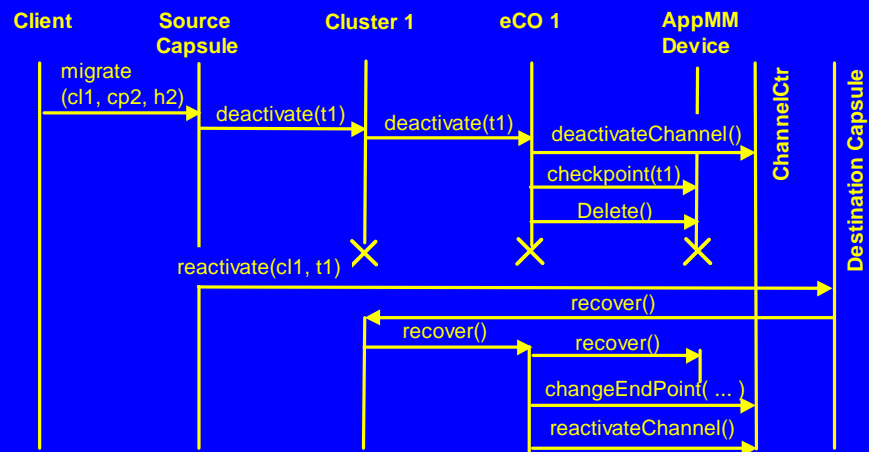 Client
Source
Capsule
Cluster 1
eCO 1
AppMM
Device
ChannelCtr
Destination Capsule
migrate
(cl1, cp2, h2)
deactivate(t1)
deactivate(t1)
deactivateChannel()
checkpoint(t1)
Delete()
reactivate(cl1, t1)
recover()
recover()
recover()
changeEndPoint( ... )
reactivateChannel()